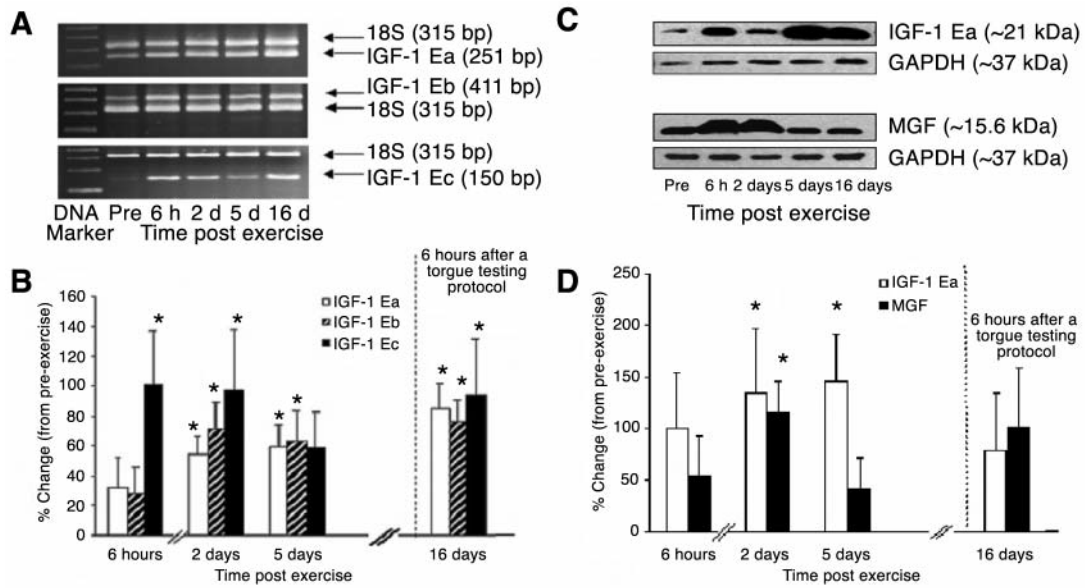 A
18S (315 bp)
IGF-1 Ea (251 bp)
IGF-1 Eb (411 bp)
18S (315 bp)
18S (315 bp)
IGF-1 Ec (150 bp)
DNA Marker Pre 6 h 2 d 5 d 16 d
Time post exercise
B
6 hours after a
torgue testing
protocol
IGF-1 Ea
IGF-1 Eb
IGF-1 Ec
% Change (from pre-exercise)
160
140
120
100
80
60
40
20
0
* * * * * * * *
6 hours 2 days 5 days 16 days
Time post exercise
C
IGF-1 Ea (~21 kDa)
GAPDH (~37 kDa)
MGF (~15.6 kDa)
GAPDH (~37 kDa)
Pre 6 h 2 days 5 days 16 days
Time post exercise
D
IGF-1 Ea
MGF
6 hours after a
torgue testing
protocol
% Change (from pre-exercise)
250
200
150
100
50
0
* * *
6 hours 2 days 5 days 16 days
Time post exercise